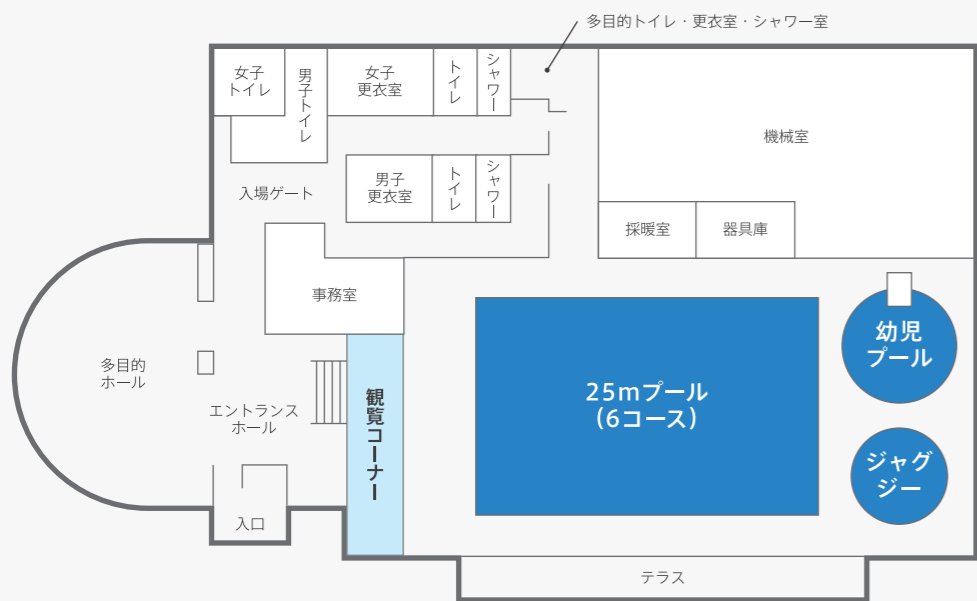 多目的トイレ・更衣室・シャワー室
女子
トイレ
男子トイレ
女子
更衣室
トイレ
シャワー
機械室
入場ゲート
男子
更衣室
トイレ
シャワー
採暖室
器具庫
事務室
幼児
プール
多目的
ホール
エントランス
ホール
観覧コーナー
25mプール
(6コース)
ジャグ
ジー
入口
テラス